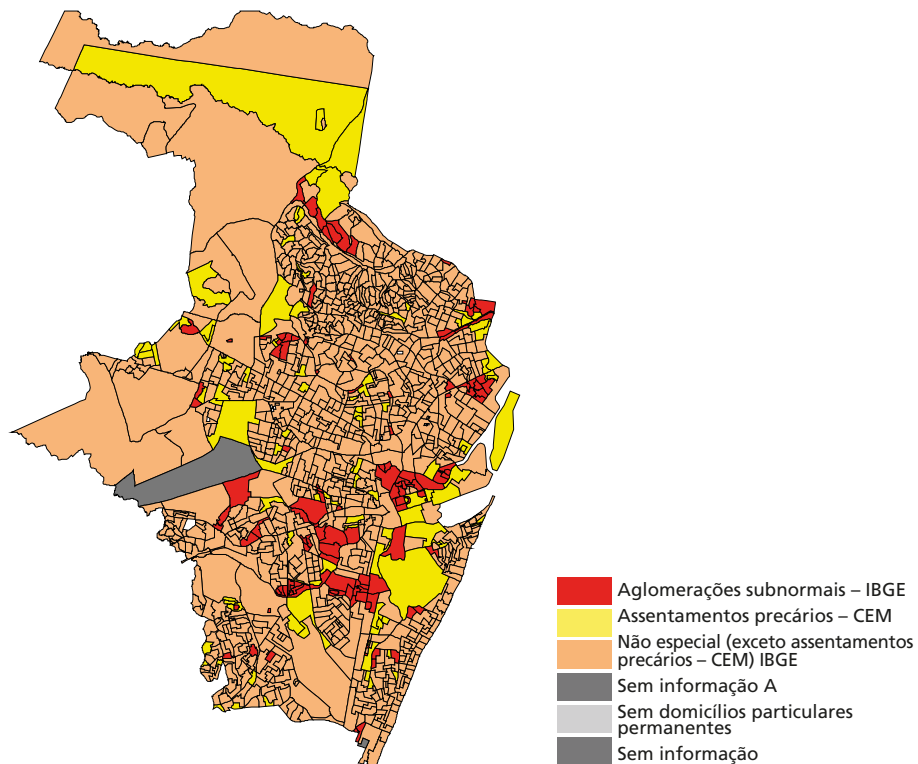 Aglomerações subnormais – IBGE
Assentamentos precários – CEM
Não especial (exceto assentamentos
precários – CEM) IBGE
Sem informação A
Sem domicílios particulares
permanentes
Sem informação